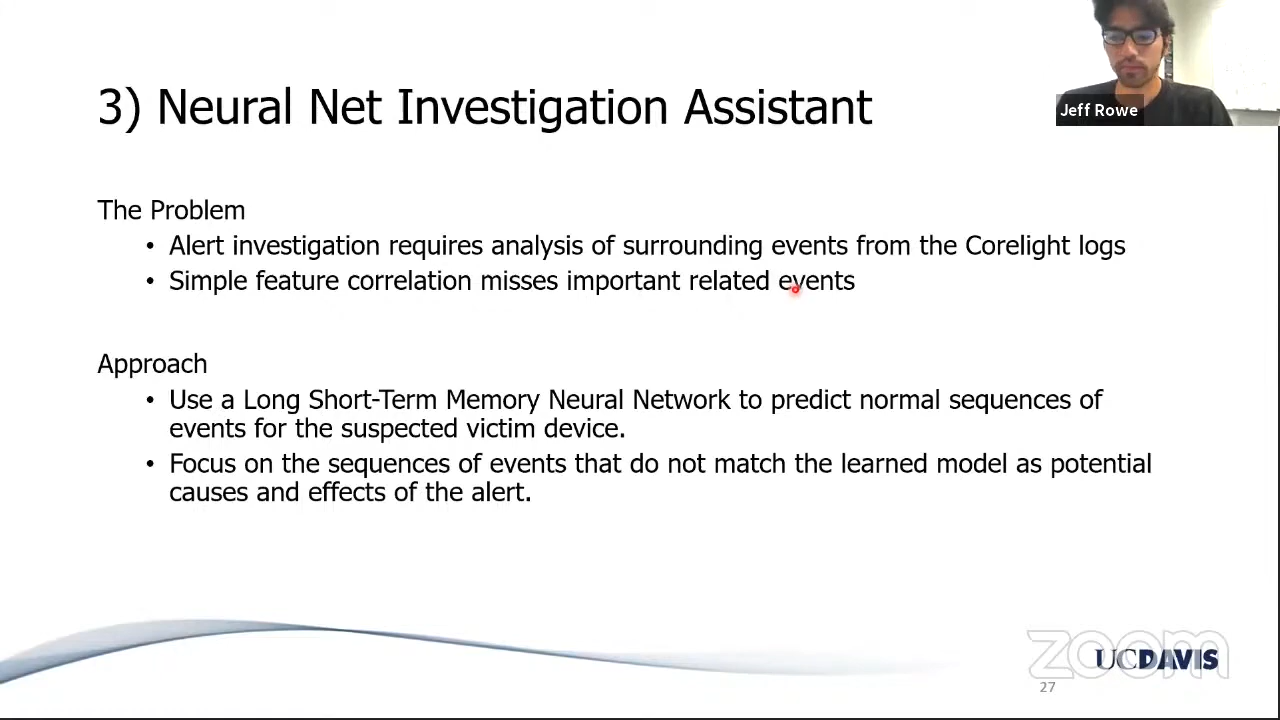 Jeff Rowe
3) Neural Net Investigation Assistant
The Problem
• Alert investigation requires analysis of surrounding events from the Corelight logs
• Simple feature correlation misses important related events
Approach
• Use a Long Short-Term Memory Neural Network to predict normal sequences of
events for the suspected victim device.
• Focus on the sequences of events that do not match the learned model as potential
causes and effects of the alert.
zoom
UCDAVIS
27